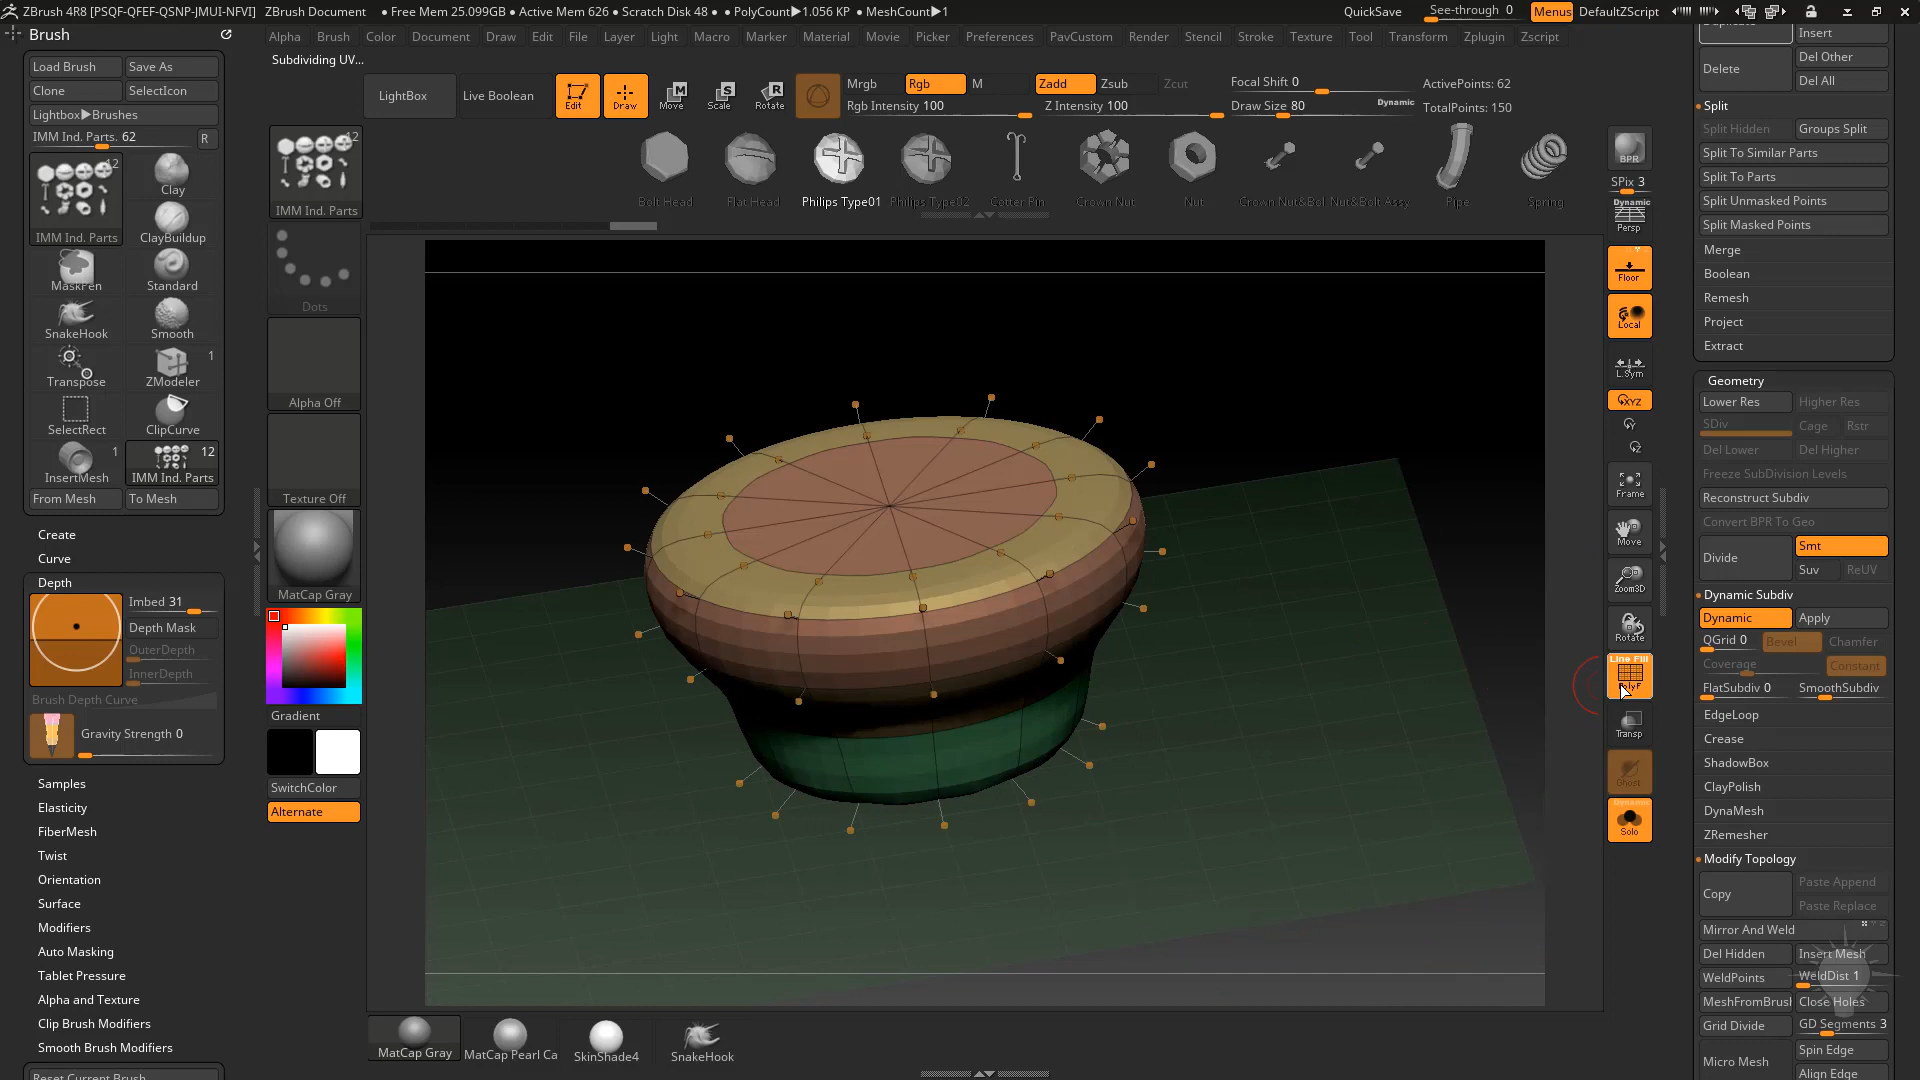 ZBrush 4R8 [PSQF-QFEF-QSNP-JMUI-NFVI] ZBrush Document • Free Mem 25.099GB • Active Mem 626 • Scratch Disk 48 • PolyCount▶1.056 KP • MeshCount▶1 QuickSave See-through 0 Menus DefaultZScript
Brush Alpha Brush Color Document Draw Edit File Layer Light Macro Marker Material Movie Picker Preferences PavCustom Render Stencil Stroke Texture Tool Transform Zplugin Zscript
Subdividing UV...
Load Brush Save As
Clone SelectIcon
Lightbox▶Brushes
IMM Ind. Parts. 62 R
12
IMM Ind. Parts
Clay
ClayBuildup
MaskPen Standard
SnakeHook Smooth
Transpose
1
ZModeler
SelectRect ClipCurve
1
InsertMesh
12
IMM Ind. Parts
From Mesh To Mesh
Create
Curve
Depth
Imbed 31
Depth Mask
OuterDepth
InnerDepth
Brush Depth Curve
Gravity Strength 0
Samples
Elasticity
FiberMesh
Twist
Orientation
Surface
Modifiers
Auto Masking
Tablet Pressure
Alpha and Texture
Clip Brush Modifiers
Smooth Brush Modifiers
Reset Current Brush
12
IMM Ind. Parts
Dots
Alpha Off
Texture Off
MatCap Gray
Gradient
SwitchColor
Alternate
LightBox Live Boolean Edit Draw Move Scale Rotate
Mrgb Rgb M Zadd Zsub Zcut
Rgb Intensity 100 Z Intensity 100
Focal Shift 0
Draw Size 80 Dynamic
ActivePoints: 62
TotalPoints: 150
Bolt Head Flat Head Philips Type01 Philips Type02 Cotter Pin Crown Nut Nut Crown Nut&Bol Nut&Bolt Assy Pipe Spring
BPR
SPix 3
Dynamic
Persp
Floor
Local
L.Sym
XYZ
Frame
Move
Zoom3D
Rotate
Line Fill
PolyF
Transp
Ghost
Dynamic
Solo
Duplicate Insert
Delete Del Other
Del All
Split
Split Hidden Groups Split
Split To Similar Parts
Split To Parts
Split Unmasked Points
Split Masked Points
Merge
Boolean
Remesh
Project
Extract
Geometry
Lower Res Higher Res
SDiv Cage Rstr
Del Lower Del Higher
Freeze SubDivision Levels
Reconstruct Subdiv
Convert BPR To Geo
Divide Smt
Suv ReUV
Dynamic Subdiv
Dynamic Apply
QGrid 0 Bevel Chamfer
Coverage Constant
FlatSubdiv 0 SmoothSubdiv
EdgeLoop
Crease
ShadowBox
ClayPolish
DynaMesh
ZRemesher
Modify Topology
Copy Paste Append
Paste Replace
Mirror And Weld
Del Hidden Insert Mesh
WeldPoints WeldDist 1
MeshFromBrus Close Holes
Grid Divide GD Segments 3
Micro Mesh Spin Edge
Align Edge
MatCap Gray MatCap Pearl Ca SkinShade4 SnakeHook